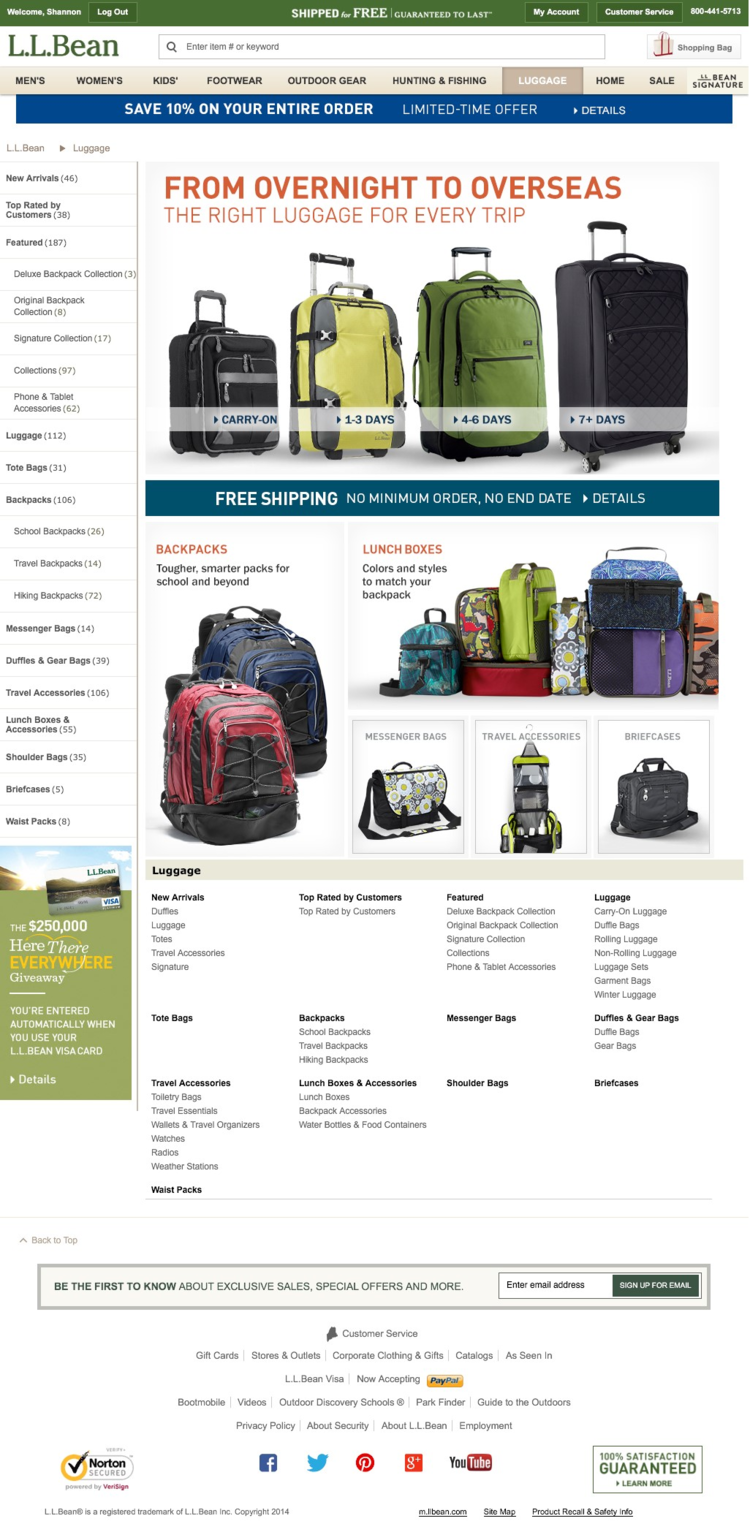 Welcome, Shannon
Log Out
SHIPPED for FREE | GUARANTEED TO LAST™
My Account
Customer Service
800-441-5713
L.L.Bean
Enter item # or keyword
Shopping Bag
MEN'S
WOMEN'S
KIDS'
FOOTWEAR
OUTDOOR GEAR
HUNTING & FISHING
LUGGAGE
HOME
SALE
L.L.BEAN
SIGNATURE
SAVE 10% ON YOUR ENTIRE ORDER LIMITED-TIME OFFER DETAILS
L.L.Bean
Luggage
New Arrivals (46)
Top Rated by
Customers (38)
Featured (187)
Deluxe Backpack Collection (3)
Original Backpack
Collection (8)
Signature Collection (17)
Collections (97)
Phone & Tablet
Accessories (62)
Luggage (112)
Tote Bags (31)
Backpacks (106)
School Backpacks (26)
Travel Backpacks (14)
Hiking Backpacks (72)
Messenger Bags (14)
Duffles & Gear Bags (39)
Travel Accessories (106)
Lunch Boxes &
Accessories (55)
Shoulder Bags (35)
Briefcases (5)
Waist Packs (8)
L.L.Bean
VISA
THE $250,000
Here There
EVERYWHERE
Giveaway
YOU'RE ENTERED
AUTOMATICALLY WHEN
YOU USE YOUR
L.L.BEAN VISA CARD
Details
FROM OVERNIGHT TO OVERSEAS
THE RIGHT LUGGAGE FOR EVERY TRIP
CARRY-ON
1-3 DAYS
4-6 DAYS
7+ DAYS
FREE SHIPPING NO MINIMUM ORDER, NO END DATE DETAILS
BACKPACKS
Tougher, smarter packs for
school and beyond
LUNCH BOXES
Colors and styles
to match your
backpack
MESSENGER BAGS
TRAVEL ACCESSORIES
BRIEFCASES
Luggage
New Arrivals
Duffles
Luggage
Totes
Travel Accessories
Signature
Top Rated by Customers
Top Rated by Customers
Featured
Deluxe Backpack Collection
Original Backpack Collection
Signature Collection
Collections
Phone & Tablet Accessories
Luggage
Carry-On Luggage
Duffle Bags
Rolling Luggage
Non-Rolling Luggage
Luggage Sets
Garment Bags
Winter Luggage
Tote Bags
Backpacks
School Backpacks
Travel Backpacks
Hiking Backpacks
Messenger Bags
Duffles & Gear Bags
Duffle Bags
Gear Bags
Travel Accessories
Toiletry Bags
Travel Essentials
Wallets & Travel Organizers
Watches
Radios
Weather Stations
Lunch Boxes & Accessories
Lunch Boxes
Backpack Accessories
Water Bottles & Food Containers
Shoulder Bags
Briefcases
Waist Packs
Back to Top
BE THE FIRST TO KNOW ABOUT EXCLUSIVE SALES, SPECIAL OFFERS AND MORE.
Enter email address
SIGN UP FOR EMAIL
Customer Service
Gift Cards | Stores & Outlets | Corporate Clothing & Gifts | Catalogs | As Seen In
L.L.Bean Visa | Now Accepting PayPal
Bootmobile | Videos | Outdoor Discovery Schools ® | Park Finder | Guide to the Outdoors
Privacy Policy | About Security | About L.L.Bean | Employment
VERIFY
Norton
SECURED
powered by VeriSign
f
g+
YouTube
100% SATISFACTION
GUARANTEED
LEARN MORE
L.L.Bean® is a registered trademark of L.L.Bean Inc. Copyright 2014
m.llbean.com
Site Map
Product Recall & Safety Info